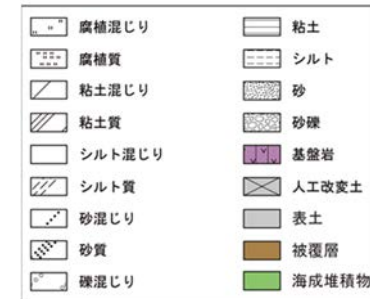 腐植混じり
腐植質
粘土混じり
粘土質
シルト混じり
シルト質
砂混じり
砂質
礫混じり
粘土
シルト
砂
砂礫
基盤岩
人工改変土
表土
被覆層
海成堆積物